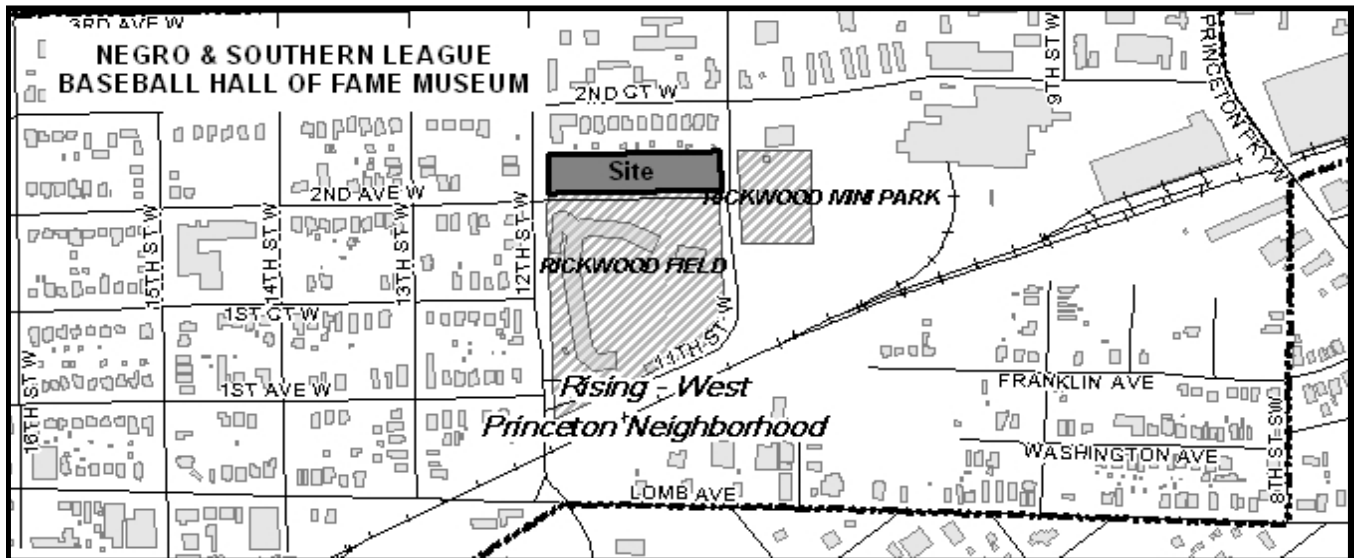 3RD AVE W
NEGRO & SOUTHERN LEAGUE
BASEBALL HALL OF FAME MUSEUM
2ND CT W
9TH ST W
PRINCETON PKY W
Site
2ND AVE W
RICKWOOD MINI PARK
15TH ST W
14TH ST W
13TH ST W
12TH ST W
RICKWOOD FIELD
1ST CT W
11TH ST W
16TH ST W
1ST AVE W
Rising - West
Princeton Neighborhood
FRANKLIN AVE
WASHINGTON AVE
8TH ST SW
LOMB AVE